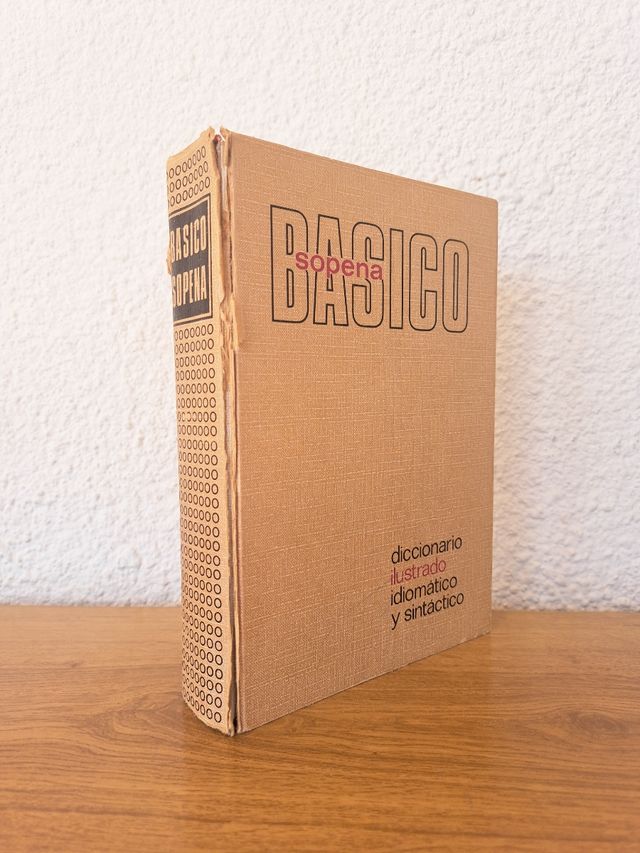 BASICO
SOPENA
BASICO
sopena
diccionario
ilustrado
idiomático
y sintáctico